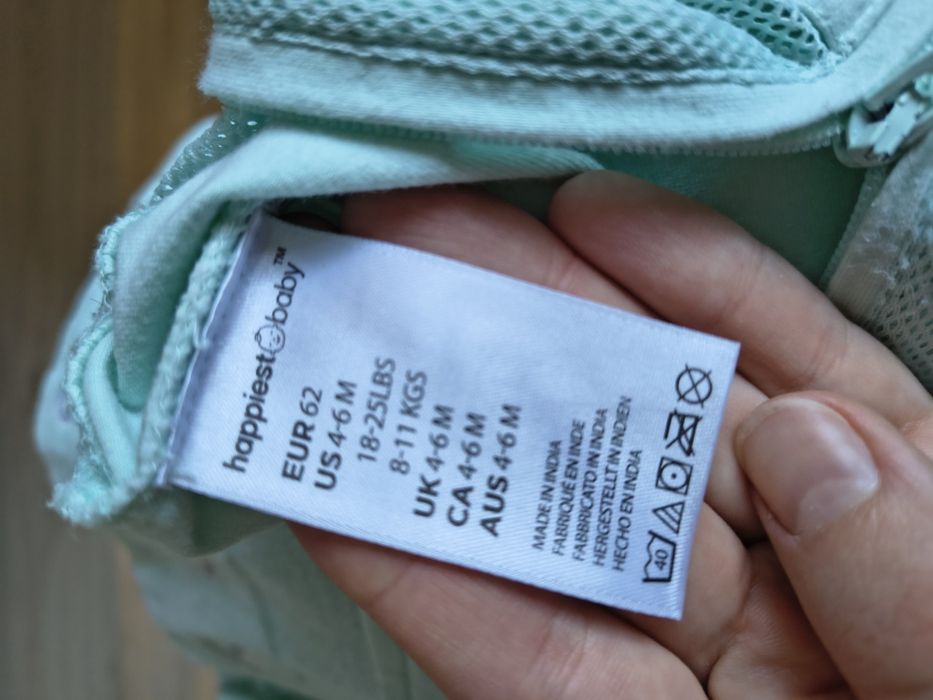 happiest baby™
EUR 62
US 4-6 M
18-25LBS
8-11 KGS
UK 4-6 M
CA 4-6 M
AUS 4-6 M
MADE IN INDIA
FABRIQUÉ EN INDE
FABBRICATO IN INDIA
HERGESTELLT IN INDIEN
HECHO EN INDIA
40